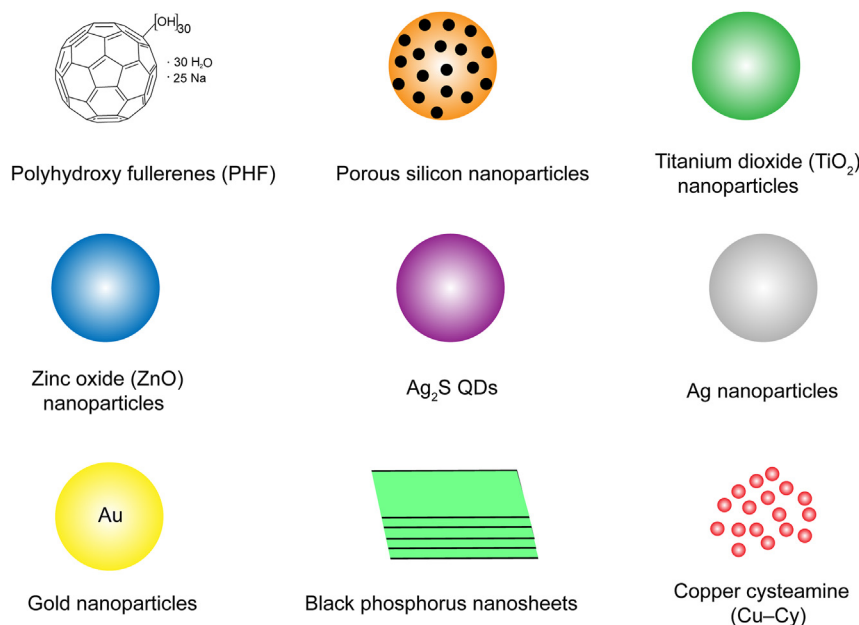 [OH]30
· 30 H2O
· 25 Na
Polyhydroxy fullerenes (PHF)
Porous silicon nanoparticles
Titanium dioxide (TiO2)
nanoparticles
Zinc oxide (ZnO)
nanoparticles
Ag2S QDs
Ag nanoparticles
Au
Gold nanoparticles
Black phosphorus nanosheets
Copper cysteamine
(Cu–Cy)